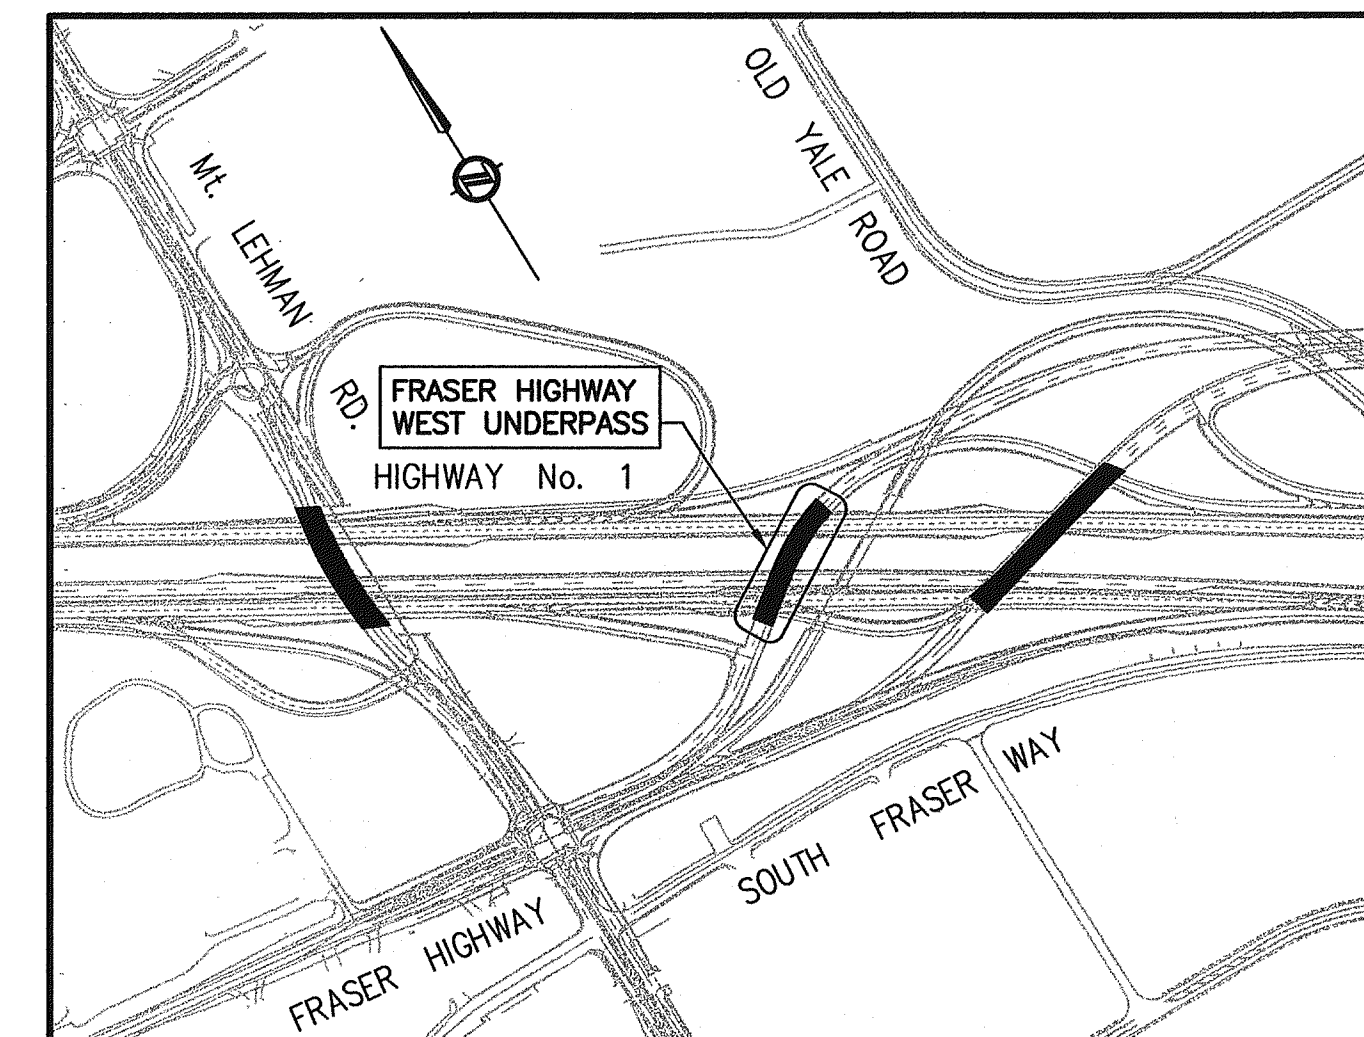 OLD YALE ROAD
Mt. LEHMAN RD.
FRASER HIGHWAY
WEST UNDERPASS
HIGHWAY No. 1
SOUTH FRASER WAY
FRASER HIGHWAY